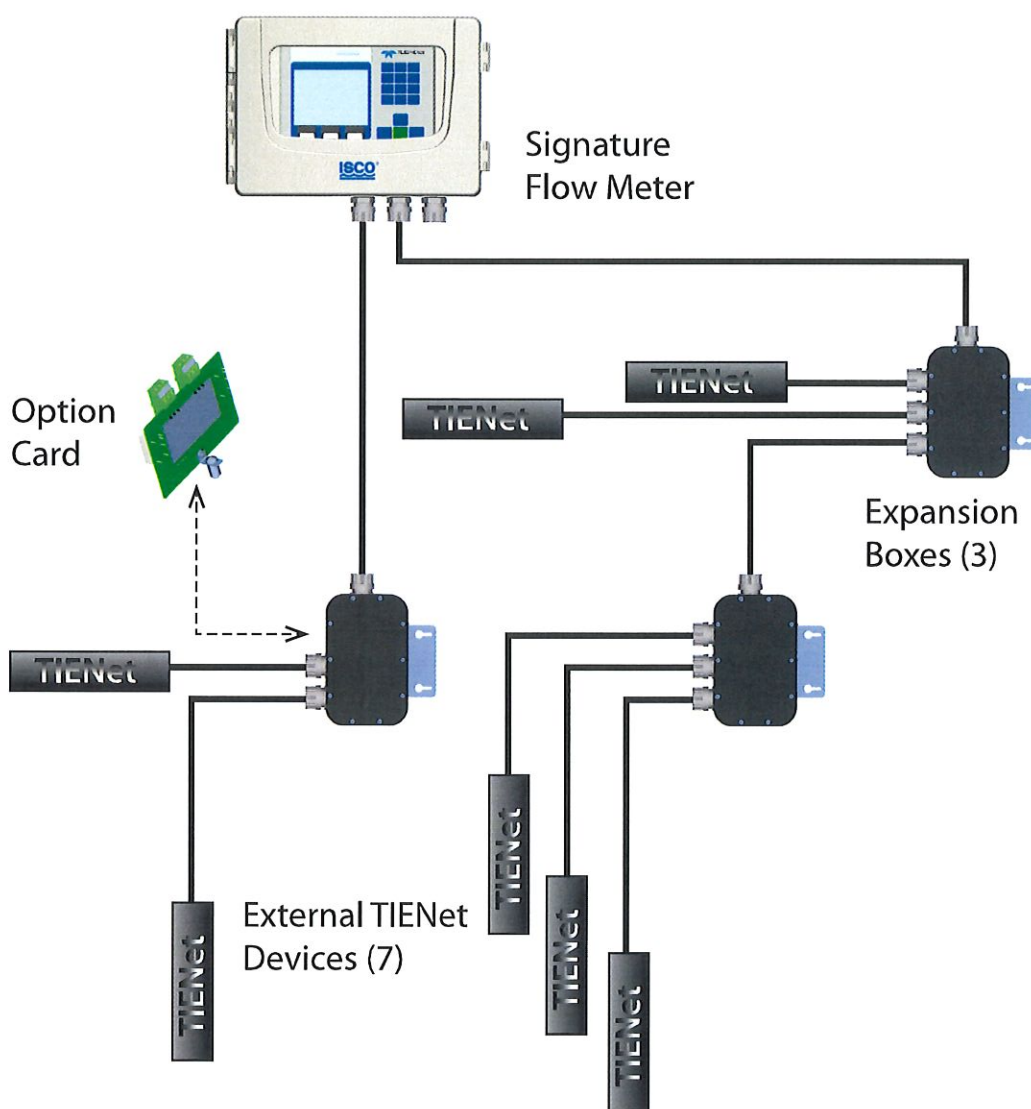 ISCO
Signature
Flow Meter
TIENet
TIENet
Option
Card
Expansion
Boxes (3)
TIENet
TIENet
TIENet
External TIENet
Devices (7)
TIENet
TIENet